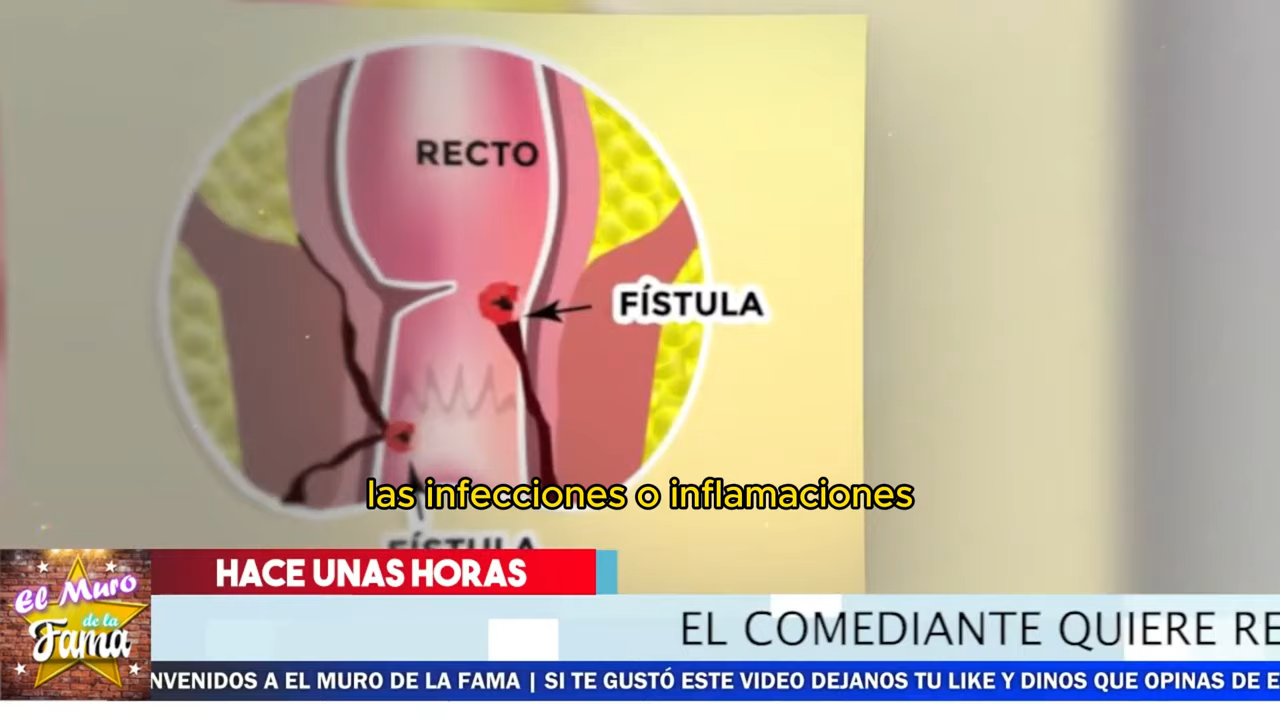 RECTO
FÍSTULA
las infecciones o inflamaciones
FÍSTULA
HACE UNAS HORAS
El Muro
de la
Fama
EL COMEDIANTE QUIERE RE
NVENIDOS A EL MURO DE LA FAMA | SI TE GUSTÓ ESTE VIDEO DEJANOS TU LIKE Y DINOS QUE OPINAS DE E